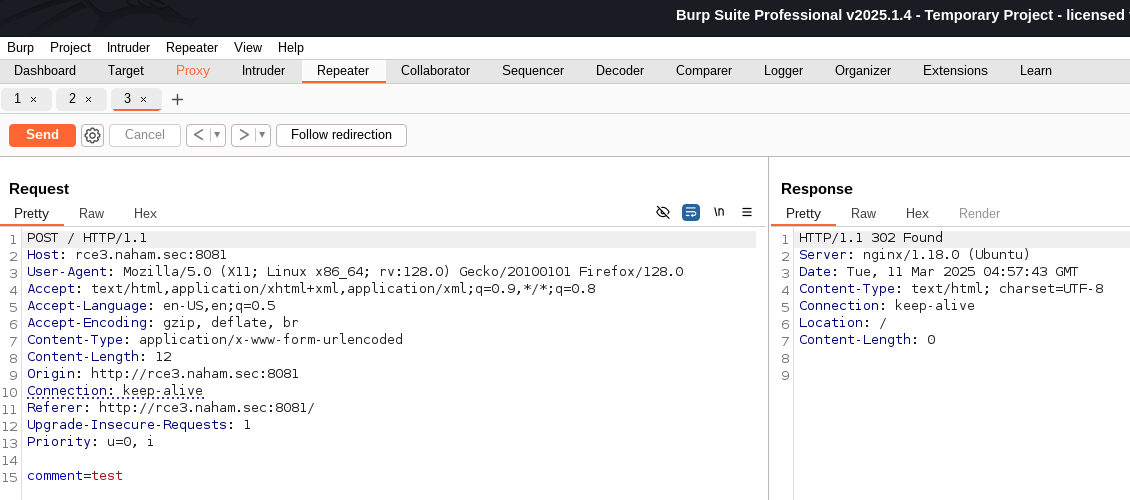 Burp Suite Professional v2025.1.4 - Temporary Project - licensed
Burp Project Intruder Repeater View Help
Dashboard Target Proxy Intruder Repeater Collaborator Sequencer Decoder Comparer Logger Organizer Extensions Learn
1 × 2 × 3 × +
Send Cancel < ▾ > ▾ Follow redirection
Request
Pretty Raw Hex \n
1 POST / HTTP/1.1
2 Host: rce3.naham.sec:8081
3 User-Agent: Mozilla/5.0 (X11; Linux x86_64; rv:128.0) Gecko/20100101 Firefox/128.0
4 Accept: text/html,application/xhtml+xml,application/xml;q=0.9,*/*;q=0.8
5 Accept-Language: en-US,en;q=0.5
6 Accept-Encoding: gzip, deflate, br
7 Content-Type: application/x-www-form-urlencoded
8 Content-Length: 12
9 Origin: http://rce3.naham.sec:8081
10 Connection: keep-alive
11 Referer: http://rce3.naham.sec:8081/
12 Upgrade-Insecure-Requests: 1
13 Priority: u=0, i
14
15 comment=test
Response
Pretty Raw Hex Render
1 HTTP/1.1 302 Found
2 Server: nginx/1.18.0 (Ubuntu)
3 Date: Tue, 11 Mar 2025 04:57:43 GMT
4 Content-Type: text/html; charset=UTF-8
5 Connection: keep-alive
6 Location: /
7 Content-Length: 0
8
9